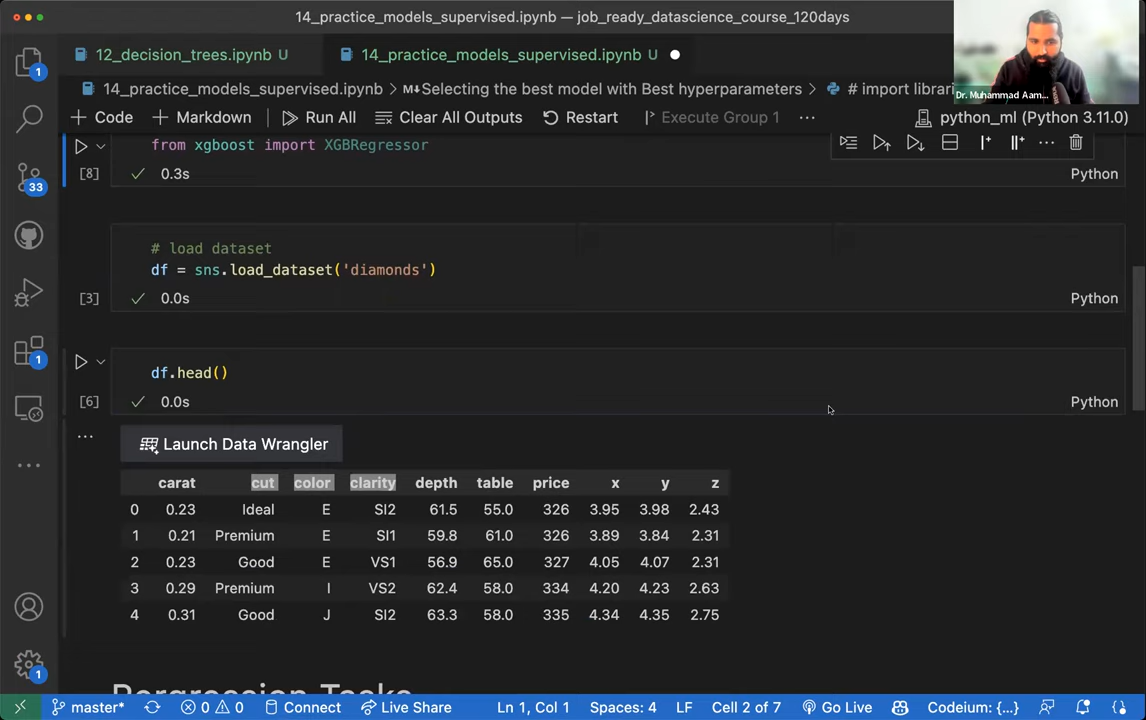 14_practice_models_supervised.ipynb — job_ready_datascience_course_120days
12_decision_trees.ipynb U
14_practice_models_supervised.ipynb U
14_practice_models_supervised.ipynb > M↓Selecting the best model with Best hyperparameters > # import librari
Dr. Muhammad Aam...
+ Code + Markdown Run All Clear All Outputs Restart Execute Group 1 ... python_ml (Python 3.11.0)
from xgboost import XGBRegressor
[8] 0.3s Python
# load dataset
df = sns.load_dataset('diamonds')
[3] 0.0s Python
df.head()
[6] 0.0s Python
Launch Data Wrangler
carat cut color clarity depth table price x y z
0 0.23 Ideal E SI2 61.5 55.0 326 3.95 3.98 2.43
1 0.21 Premium E SI1 59.8 61.0 326 3.89 3.84 2.31
2 0.23 Good E VS1 56.9 65.0 327 4.05 4.07 2.31
3 0.29 Premium I VS2 62.4 58.0 334 4.20 4.23 2.63
4 0.31 Good J SI2 63.3 58.0 335 4.34 4.35 2.75
1
33
1
1
master* 0 0 Connect Live Share Ln 1, Col 1 Spaces: 4 LF Cell 2 of 7 Go Live Codeium: {...}